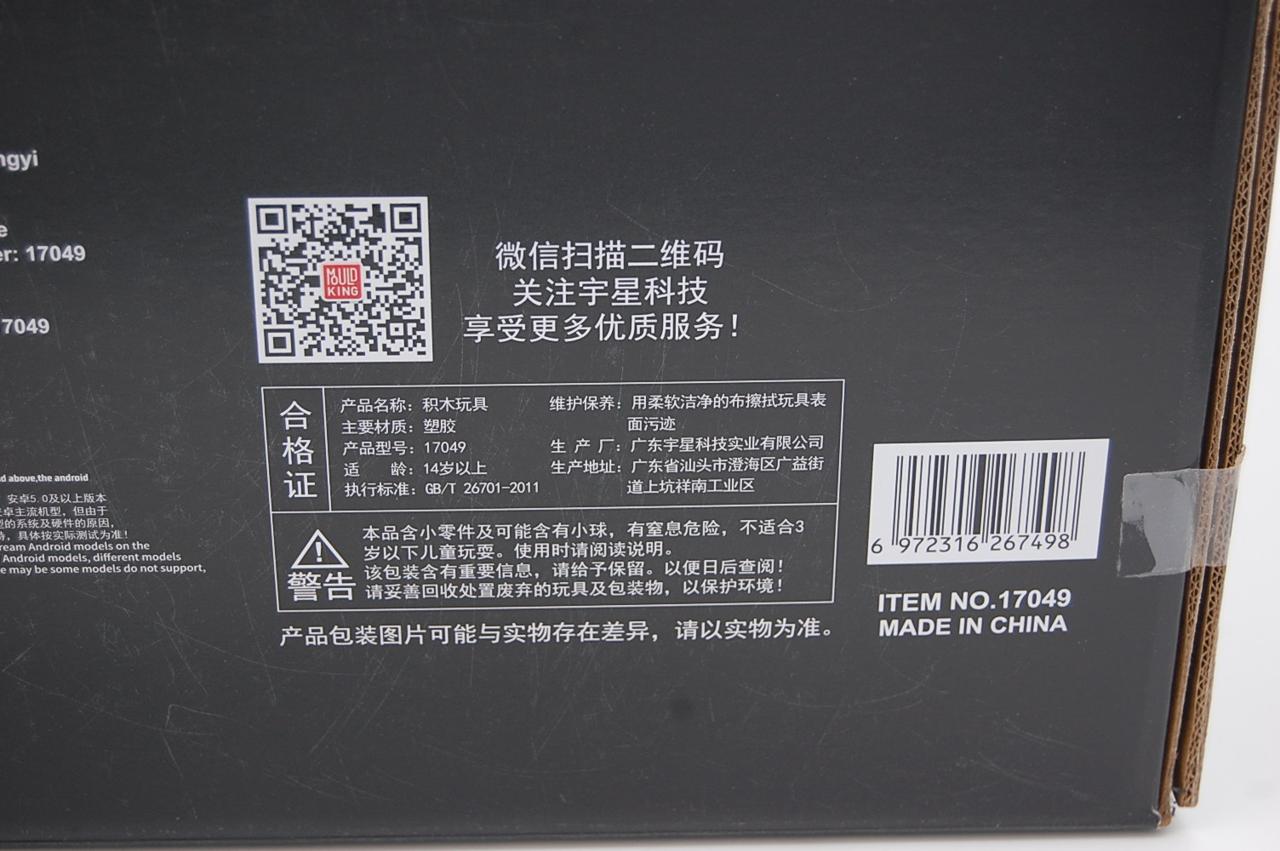 ngyi
e
er: 17049
7049
MOULD
KING
微信扫描二维码
关注宇星科技
享受更多优质服务！
合格证
产品名称：积木玩具
主要材质：塑胶
产品型号：17049
适 龄：14岁以上
执行标准：GB/T 26701-2011
维护保养：用柔软洁净的布擦拭玩具表
面污迹
生 产 厂：广东宇星科技实业有限公司
生产地址：广东省汕头市澄海区广益街
道上坑祥南工业区
警告
本品含小零件及可能含有小球，有窒息危险，不适合3
岁以下儿童玩耍。使用时请阅读说明。
该包装含有重要信息，请给予保留。以便日后查阅！
请妥善回收处置废弃的玩具及包装物，以保护环境！
产品包装图片可能与实物存在差异，请以实物为准。
d above,the android
安卓5.0及以上版本
卓主流机型，但由于
型的系统及硬件的原因，
持，具体按实际测试为准！
ream Android models on the
Android models, different models
e may be some models do not support,
6 972316 267498
ITEM NO.17049
MADE IN CHINA